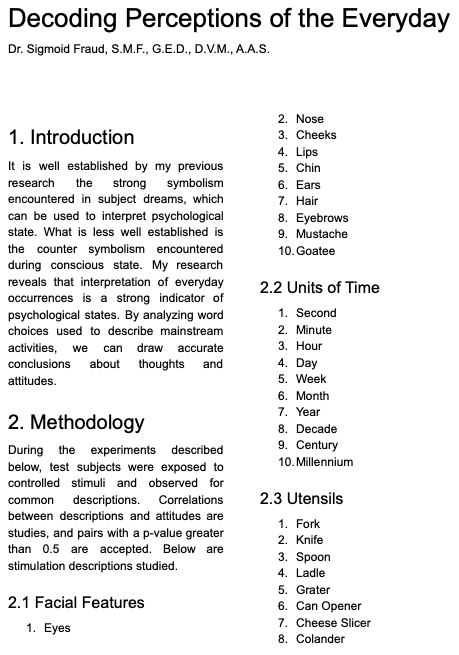 Decoding Perceptions of the Everyday
Dr. Sigmoid Fraud, S.M.F., G.E.D., D.V.M., A.A.S.
1. Introduction
It is well established by my previous
research the strong symbolism
encountered in subject dreams, which
can be used to interpret psychological
state. What is less well established is
the counter symbolism encountered
during conscious state. My research
reveals that interpretation of everyday
occurrences is a strong indicator of
psychological states. By analyzing word
choices used to describe mainstream
activities, we can draw accurate
conclusions about thoughts and
attitudes.
2. Methodology
During the experiments described
below, test subjects were exposed to
controlled stimuli and observed for
common descriptions. Correlations
between descriptions and attitudes are
studies, and pairs with a p-value greater
than 0.5 are accepted. Below are
stimulation descriptions studied.
2.1 Facial Features
1. Eyes
2. Nose
3. Cheeks
4. Lips
5. Chin
6. Ears
7. Hair
8. Eyebrows
9. Mustache
10. Goatee
2.2 Units of Time
1. Second
2. Minute
3. Hour
4. Day
5. Week
6. Month
7. Year
8. Decade
9. Century
10. Millennium
2.3 Utensils
1. Fork
2. Knife
3. Spoon
4. Ladle
5. Grater
6. Can Opener
7. Cheese Slicer
8. Colander